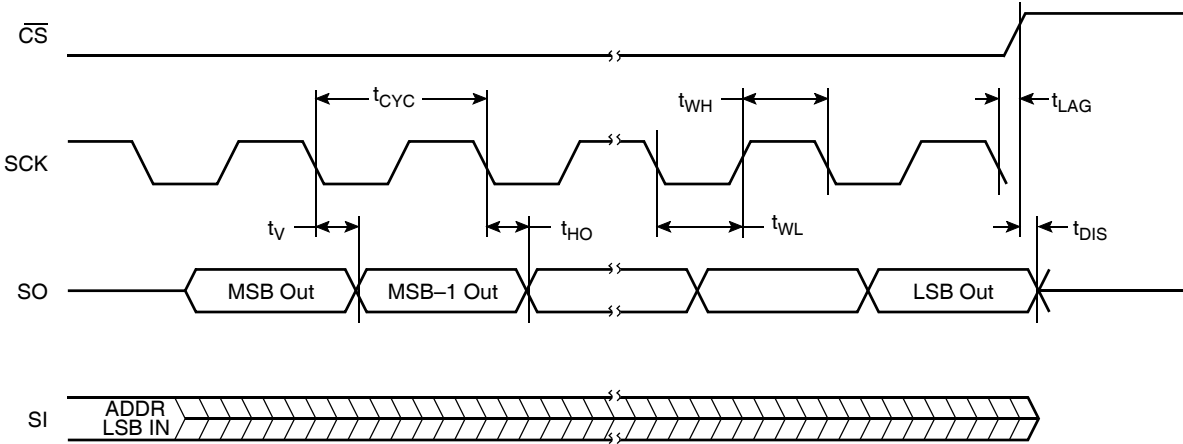 CS
tCYC
tWH
tLAG
SCK
tV
tHO
tWL
tDIS
SO
MSB Out
MSB–1 Out
LSB Out
SI
ADDR
LSB IN